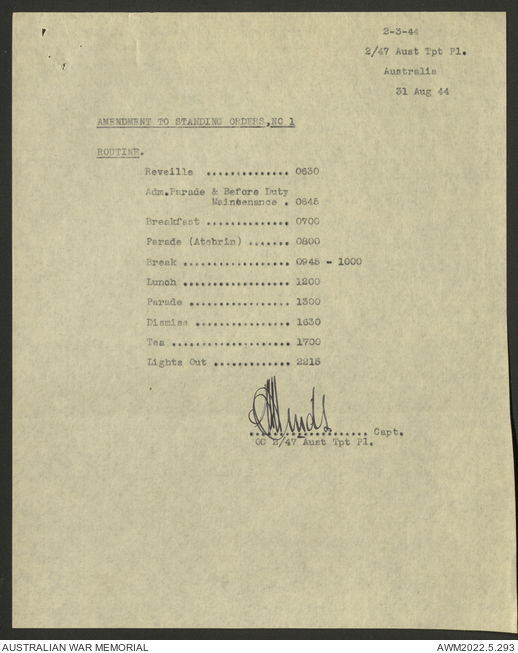 2-3-44
2/47 Aust Tpt Pl.
Australia
31 Aug 44
AMENDMENT TO STANDING ORDERS,NO 1
ROUTINE.
Reveille .............. 0630
Adm.Parade & Before Duty
Maintenance . 0645
Breakfast .............. 0700
Parade (Atebrin) ....... 0800
Break .................. 0945 - 1000
Lunch .................. 1200
Parade ................. 1300
Dismiss ................ 1630
Tea .................... 1700
Lights Out ............. 2215
.................... Capt.
OC 2/47 Aust Tpt Pl.
AUSTRALIAN WAR MEMORIAL
AWM2022.5.293